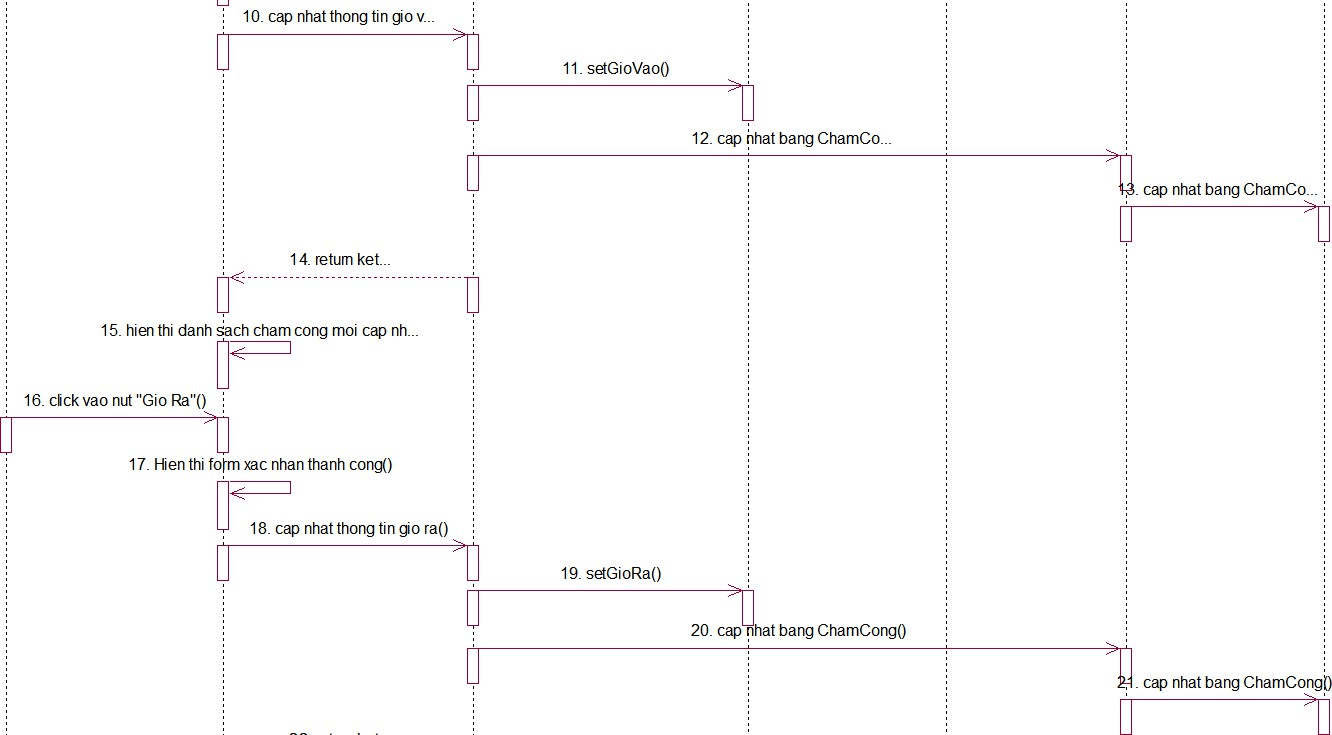 10. cap nhat thong tin gio v...
11. setGioVao()
12. cap nhat bang ChamCo...
13. cap nhat bang ChamCo...
14. return ket...
15. hien thi danh sach cham cong moi cap nh...
16. click vao nut "Gio Ra"()
17. Hien thi form xac nhan thanh cong()
18. cap nhat thong tin gio ra()
19. setGioRa()
20. cap nhat bang ChamCong()
21. cap nhat bang ChamCong()